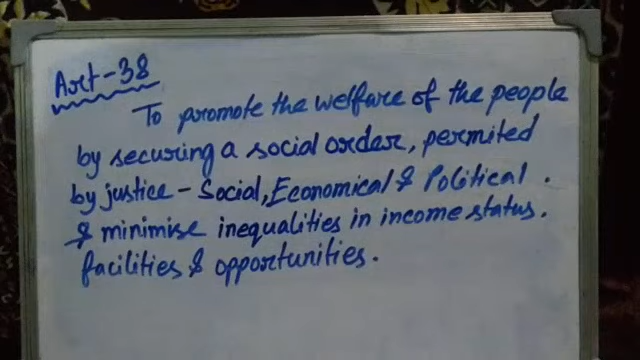 Art-38
To promote the welfare of the people
by securing a social order, permited
by justice - Social, Economical & Political.
& minimise inequalities in income status.
facilities & opportunities.